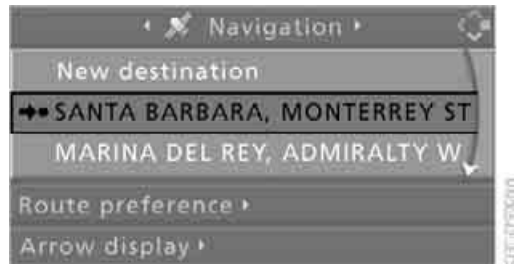 Navigation
New destination
SANTA BARBARA, MONTERREY ST
MARINA DEL REY, ADMIRALTY W
Route preference
Arrow display